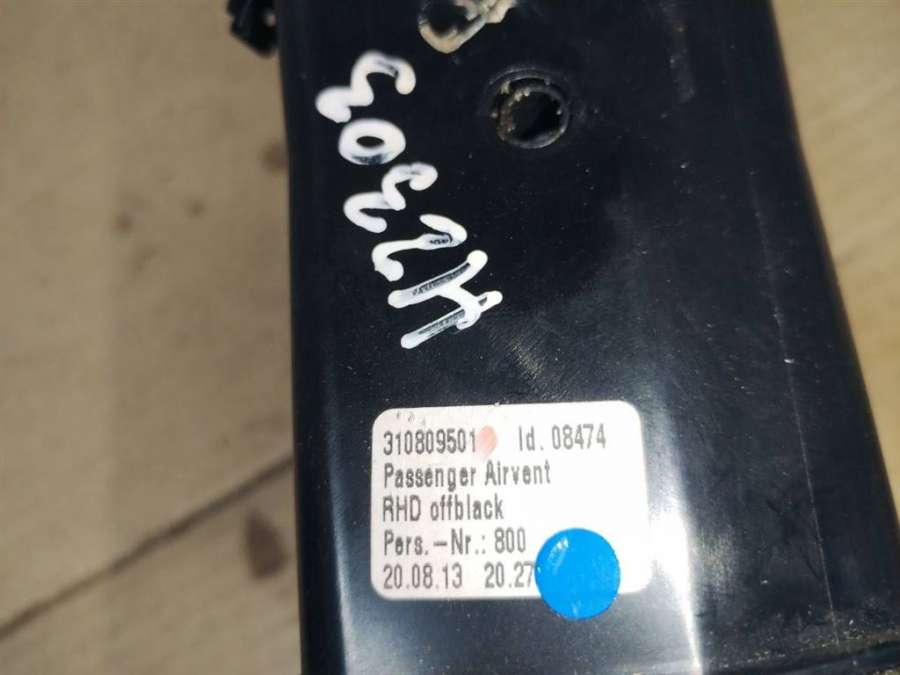 310809501 Id. 08474
Passenger Airvent
RHD offblack
Pers.-Nr.: 800
20.08.13 20.27